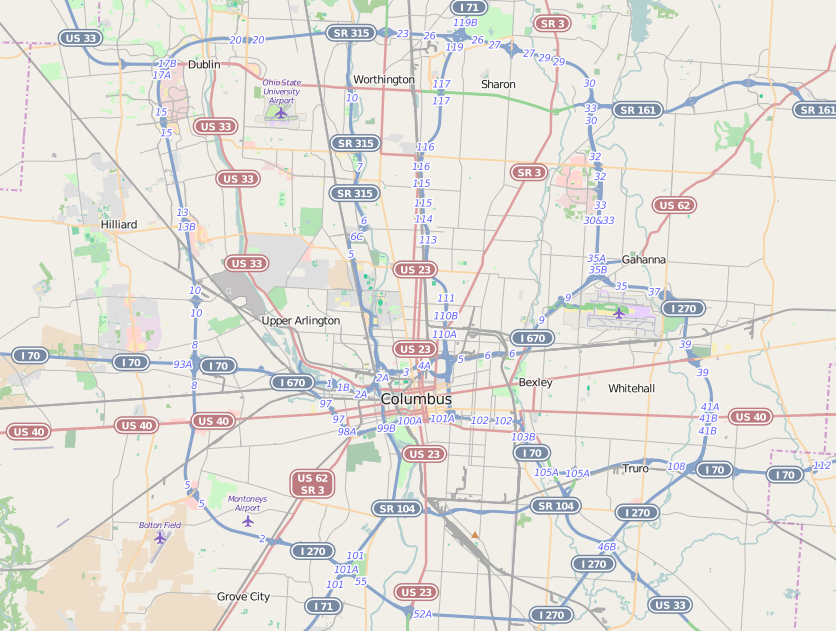 I 71
119B
SR 3
US 33
SR 315
23
26
26
20
20
119
27
27
29
29
17B
17A
Dublin
Worthington
Sharon
Ohio State
University
Airport
117
117
30
10
15
15
33
30
SR 161
SR 161
US 33
SR 315
116
116
7
32
32
SR 3
US 33
SR 315
115
115
114
33
30&33
US 62
Hilliard
13
13B
6
6C
5
113
US 33
US 23
35A
35B
Gahanna
10
10
111
110B
9
9
35
37
I 270
Upper Arlington
110A
I 670
8
US 23
39
I 70
I 70
93A
I 70
4A
5
6
6
39
8
I 670
1
1B
2A
2A
3
Bexley
Whitehall
97
97
Columbus
41A
41B
41B
US 40
US 40
US 40
US 40
98A
99B
100A
101A
102
102
103B
US 23
I 70
105A
105A
Truro
108
I 70
I 70
112
US 62
SR 3
5
5
Montoneys
Airport
Bolton Field
SR 104
SR 104
I 270
2
I 270
101
101A
101
55
46B
I 270
Grove City
I 71
US 23
52A
I 270
US 33